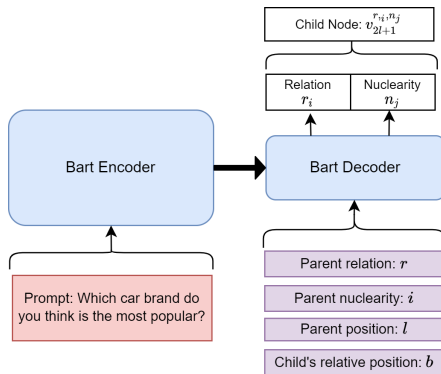 Child Node: $v_{2l+1}^{r,i,n_j}$
Relation
$r_i$
Nuclearity
$n_j$
Bart Encoder
Bart Decoder
Prompt: Which car brand do
you think is the most popular?
Parent relation: $r$
Parent nuclearity: $i$
Parent position: $l$
Child's relative position: $b$